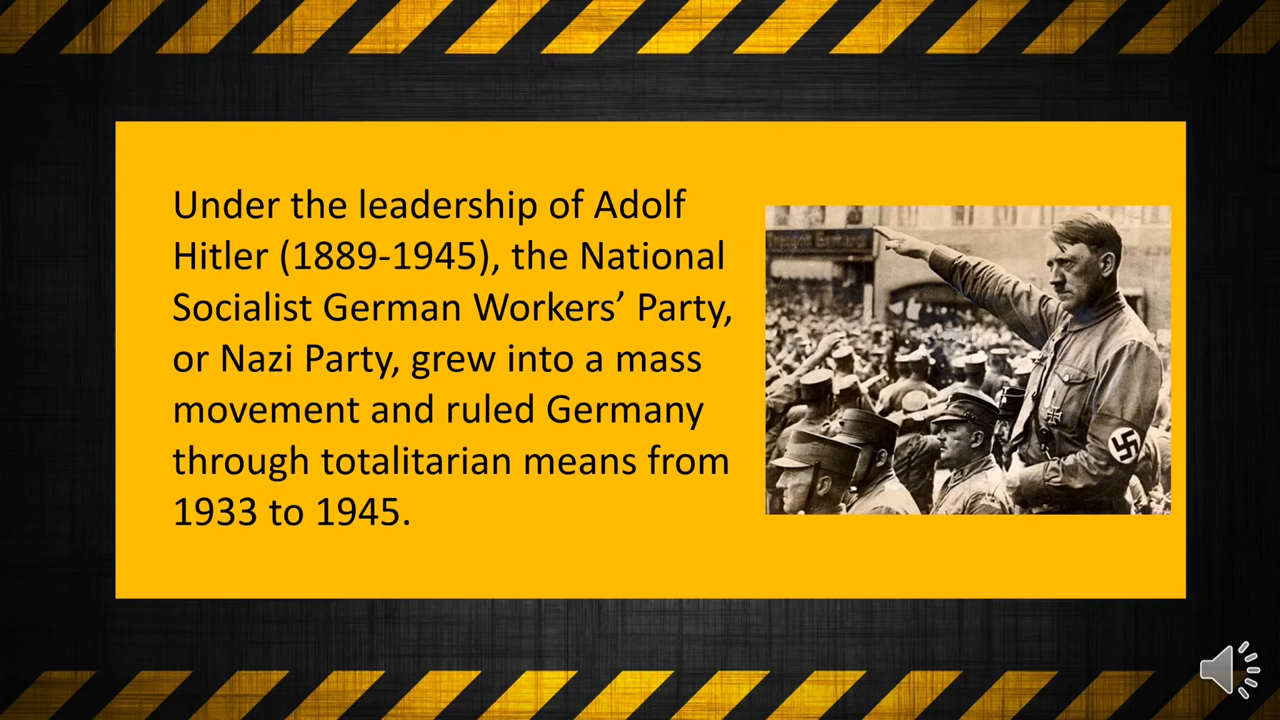 Under the leadership of Adolf
Hitler (1889-1945), the National
Socialist German Workers’ Party,
or Nazi Party, grew into a mass
movement and ruled Germany
through totalitarian means from
1933 to 1945.